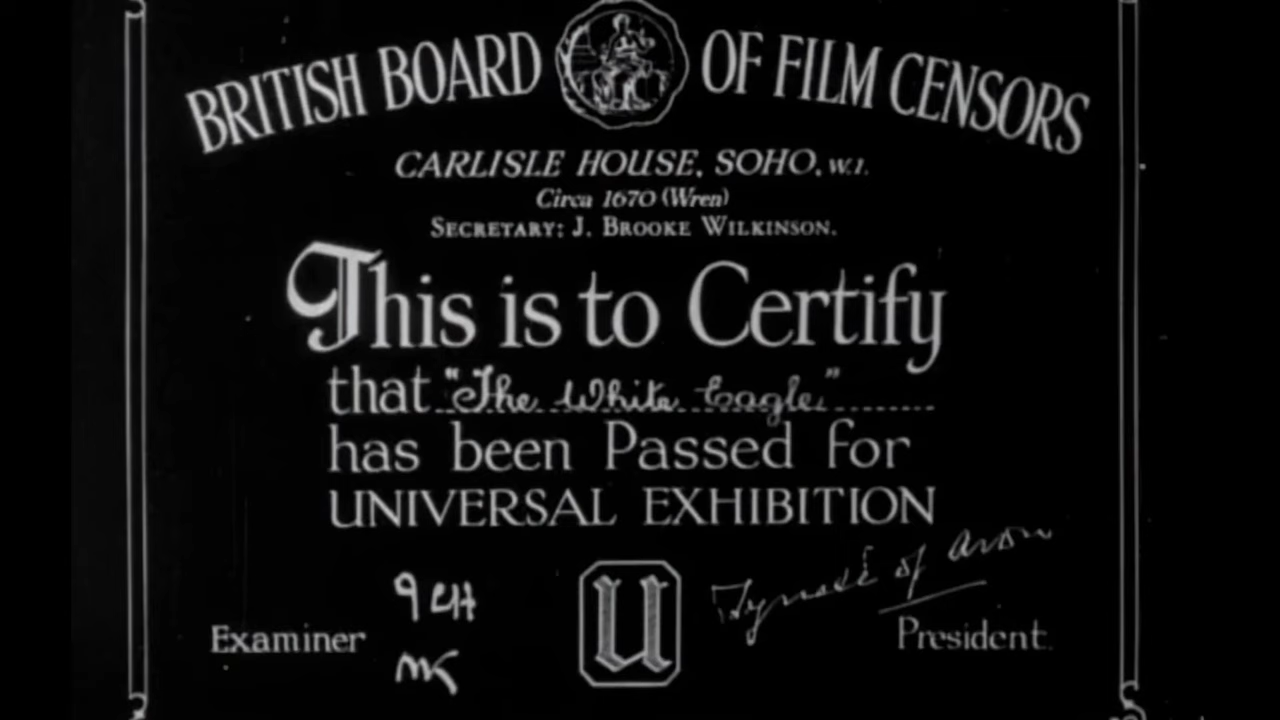 BRITISH BOARD OF FILM CENSORS
CARLISLE HOUSE, SOHO, W.1.
Circa 1670 (Wren)
SECRETARY: J. BROOKE WILKINSON.
This is to Certify
that "The White Eagle"
has been Passed for
UNIVERSAL EXHIBITION
U
of
Examiner
President.